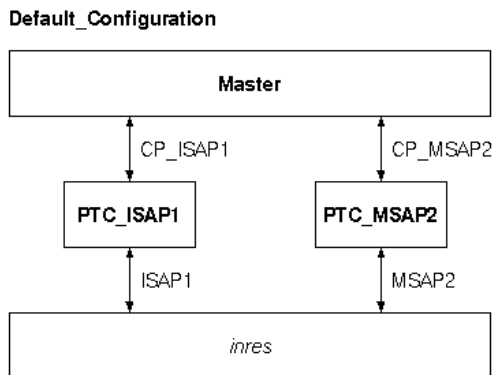 Default_Configuration
Master
CP_ISAP1 CP_MSAP2
PTC_ISAP1 PTC_MSAP2
ISAP1 MSAP2
inres